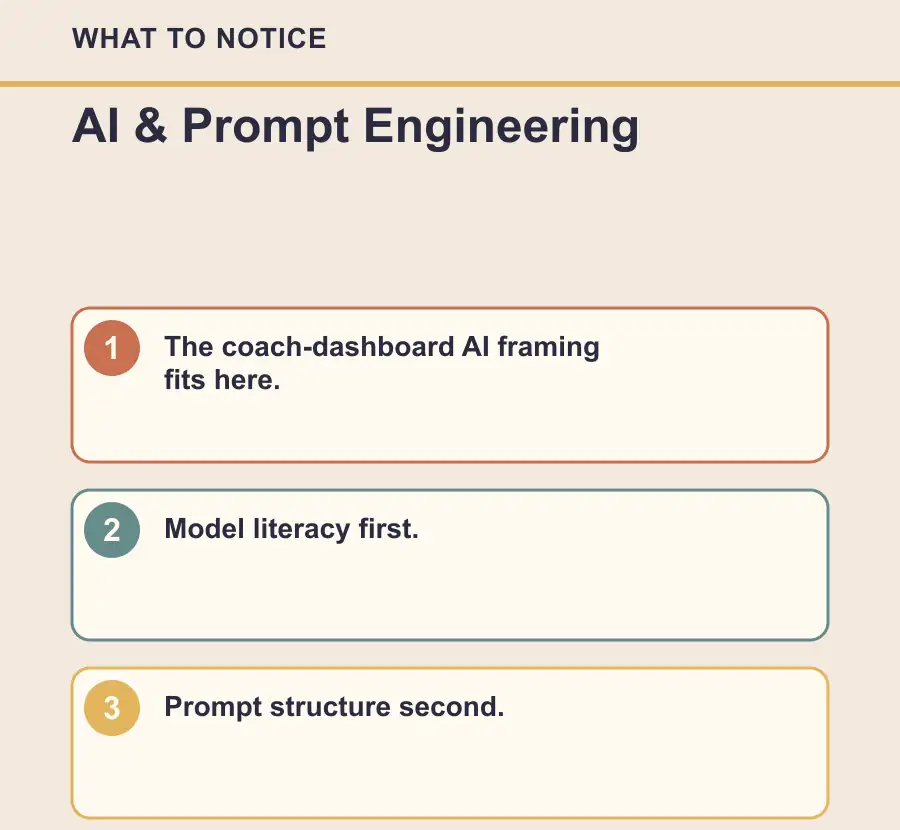 WHAT TO NOTICE
AI & Prompt Engineering
1
The coach-dashboard AI framing
fits here.
2
Model literacy first.
3
Prompt structure second.